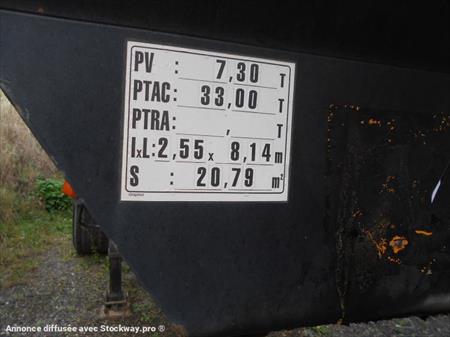 PV : 7,30 T
PTAC: 33,00 T
PTRA: , T
lxL: 2,55 x 8,14 m
S : 20,79 m²
Annonce diffusée avec Stockway.pro ®